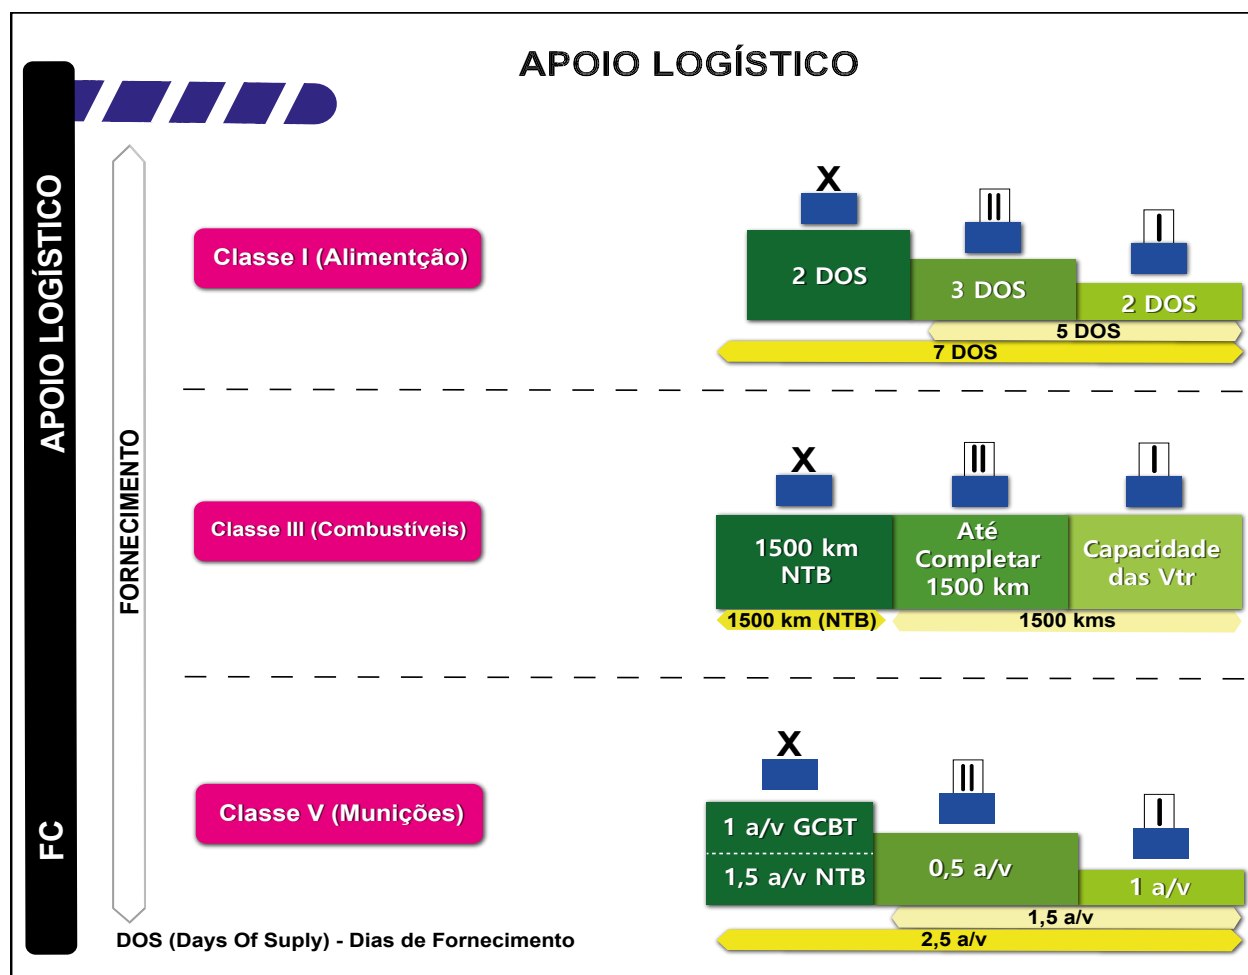 APOIO LOGÍSTICO
APOIO LOGÍSTICO
FC
FORNECIMENTO
Classe I (Alimentção)
X
II
I
2 DOS
3 DOS
2 DOS
5 DOS
7 DOS
Classe III (Combustíveis)
X
II
I
1500 km
NTB
Até
Completar
1500 km
Capacidade
das Vtr
1500 km (NTB)
1500 kms
Classe V (Munições)
X
II
I
1 a/v GCBT
1,5 a/v NTB
0,5 a/v
1 a/v
1,5 a/v
2,5 a/v
DOS (Days Of Suply) - Dias de Fornecimento